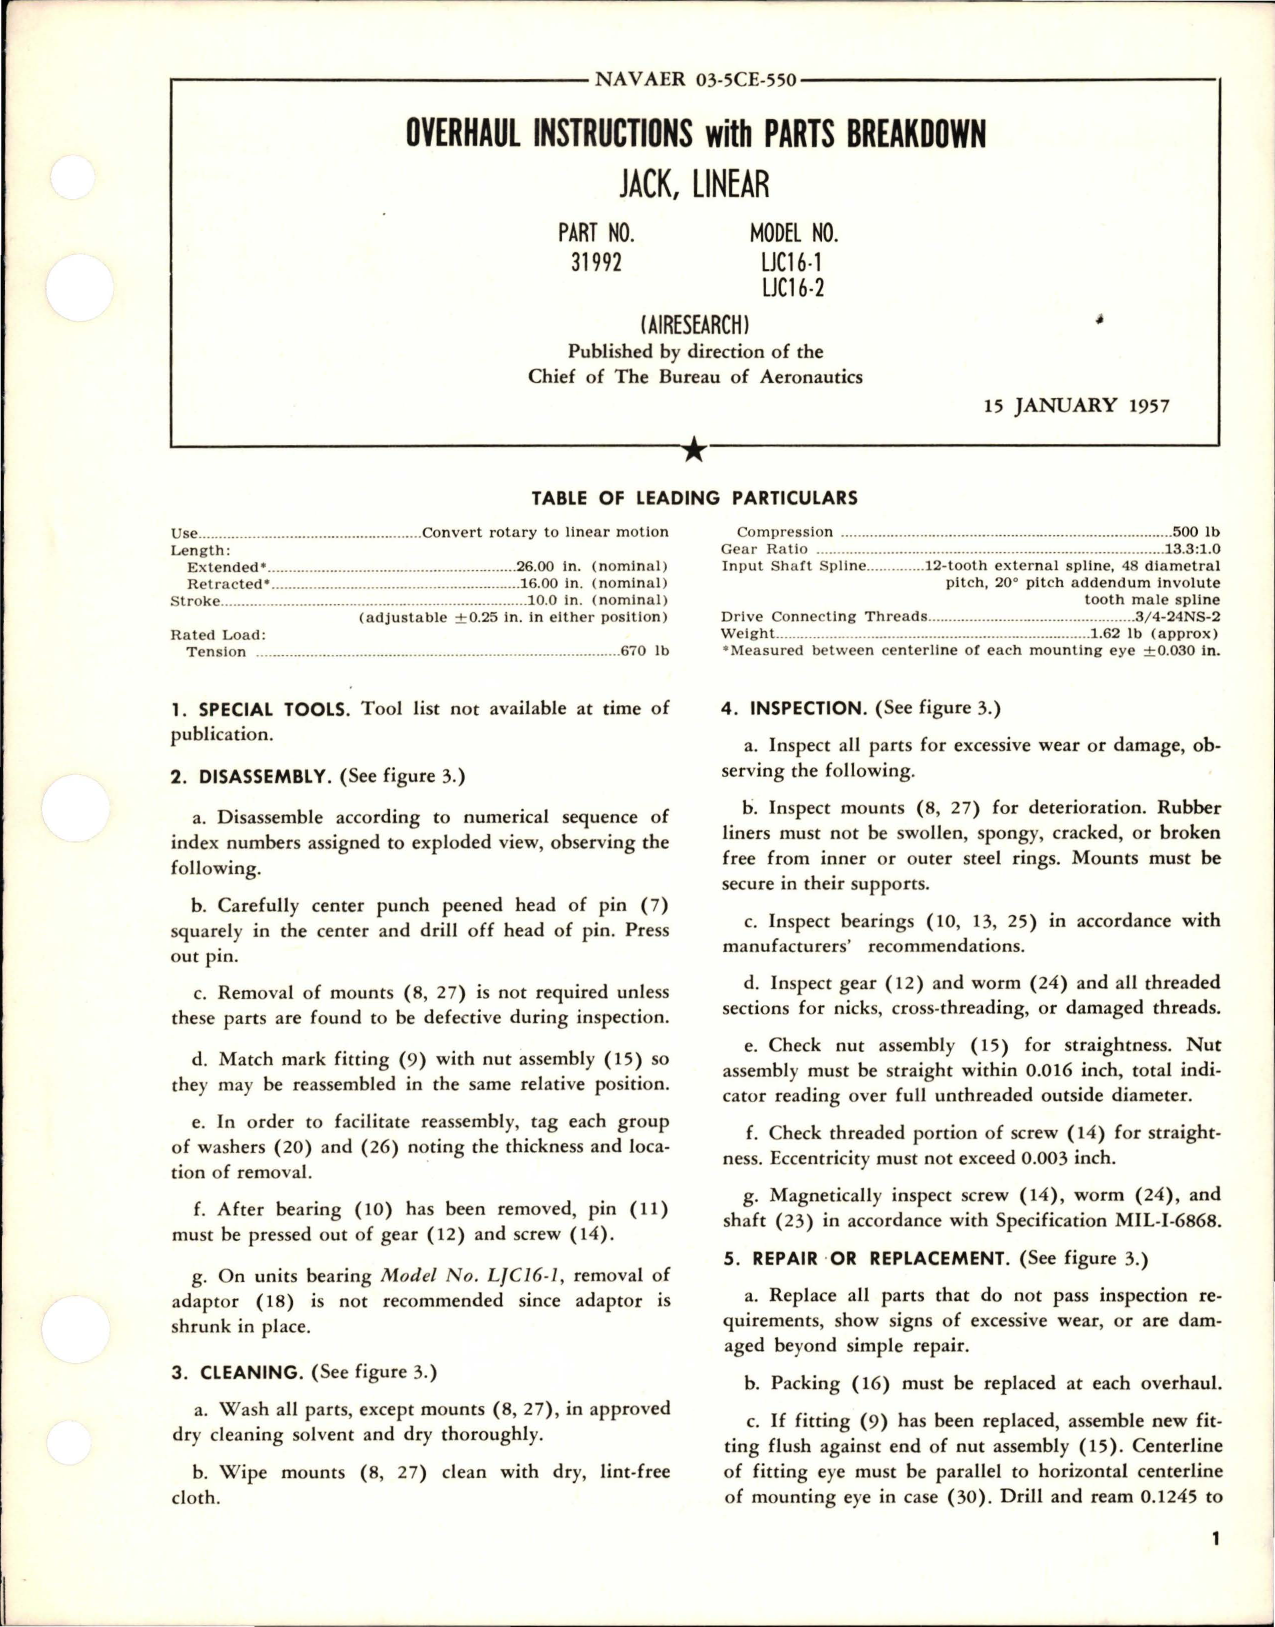 NAVAER 03-5CE-550
OVERHAUL INSTRUCTIONS with PARTS BREAKDOWN
JACK, LINEAR
PART NO. MODEL NO.
31992 LJC16-1
LJC16-2
(AIRESEARCH)
Published by direction of the
Chief of The Bureau of Aeronautics
15 JANUARY 1957
TABLE OF LEADING PARTICULARS
Use......Convert rotary to linear motion
Length:
Extended*......26.00 in. (nominal)
Retracted*......16.00 in. (nominal)
Stroke......10.0 in. (nominal)
(adjustable ±0.25 in. in either position)
Rated Load:
Tension ......670 lb
Compression ......500 lb
Gear Ratio ......13.3:1.0
Input Shaft Spline......12-tooth external spline, 48 diametral
pitch, 20° pitch addendum involute
tooth male spline
Drive Connecting Threads......3/4-24NS-2
Weight......1.62 lb (approx)
*Measured between centerline of each mounting eye ±0.030 in.
1. SPECIAL TOOLS. Tool list not available at time of
publication.
2. DISASSEMBLY. (See figure 3.)
a. Disassemble according to numerical sequence of
index numbers assigned to exploded view, observing the
following.
b. Carefully center punch peened head of pin (7)
squarely in the center and drill off head of pin. Press
out pin.
c. Removal of mounts (8, 27) is not required unless
these parts are found to be defective during inspection.
d. Match mark fitting (9) with nut assembly (15) so
they may be reassembled in the same relative position.
e. In order to facilitate reassembly, tag each group
of washers (20) and (26) noting the thickness and loca-
tion of removal.
f. After bearing (10) has been removed, pin (11)
must be pressed out of gear (12) and screw (14).
g. On units bearing Model No. LJC16-1, removal of
adaptor (18) is not recommended since adaptor is
shrunk in place.
3. CLEANING. (See figure 3.)
a. Wash all parts, except mounts (8, 27), in approved
dry cleaning solvent and dry thoroughly.
b. Wipe mounts (8, 27) clean with dry, lint-free
cloth.
4. INSPECTION. (See figure 3.)
a. Inspect all parts for excessive wear or damage, ob-
serving the following.
b. Inspect mounts (8, 27) for deterioration. Rubber
liners must not be swollen, spongy, cracked, or broken
free from inner or outer steel rings. Mounts must be
secure in their supports.
c. Inspect bearings (10, 13, 25) in accordance with
manufacturers' recommendations.
d. Inspect gear (12) and worm (24) and all threaded
sections for nicks, cross-threading, or damaged threads.
e. Check nut assembly (15) for straightness. Nut
assembly must be straight within 0.016 inch, total indi-
cator reading over full unthreaded outside diameter.
f. Check threaded portion of screw (14) for straight-
ness. Eccentricity must not exceed 0.003 inch.
g. Magnetically inspect screw (14), worm (24), and
shaft (23) in accordance with Specification MIL-I-6868.
5. REPAIR OR REPLACEMENT. (See figure 3.)
a. Replace all parts that do not pass inspection re-
quirements, show signs of excessive wear, or are dam-
aged beyond simple repair.
b. Packing (16) must be replaced at each overhaul.
c. If fitting (9) has been replaced, assemble new fit-
ting flush against end of nut assembly (15). Centerline
of fitting eye must be parallel to horizontal centerline
of mounting eye in case (30). Drill and ream 0.1245 to
1